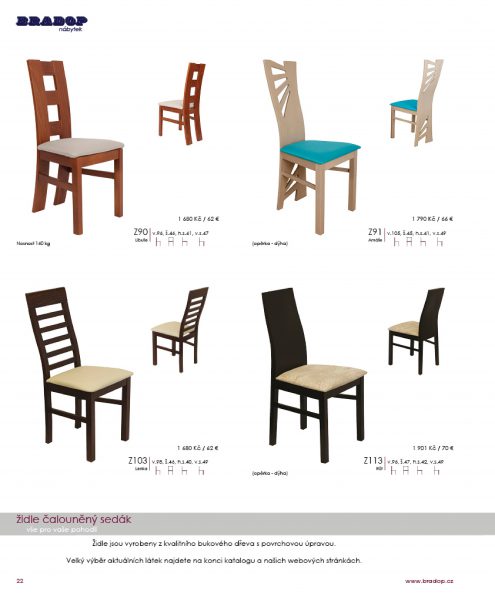 BRADOP
nábytek
1 680 Kč / 62 €
Z90 v.96, š.46, h.s.41, v.s.47
Nosnost 140 kg
Libuše
1 790 Kč / 66 €
Z91 v.105, š.45, h.s.41, v.s.49
(opěrka - dýha)
Amálie
1 680 Kč / 62 €
Z103 v.98, š.46, h.s.40, v.s.49
Lenka
1 901 Kč / 70 €
Z113 v.96, š.47, h.s.42, v.s.49
(opěrka - dýha)
židle čalouněný sedák
vše pro vaše pohodlí
Židle jsou vyrobeny z kvalitního bukového dřeva s povrchovou úpravou.
Velký výběr aktuálních látek najdete na konci katalogu a našich webových stránkách.
22
www.bradop.cz